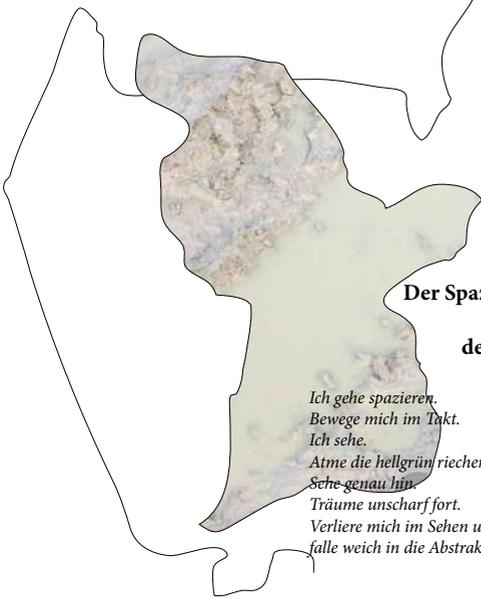 Der Spaz
de
Ich gehe spazieren.
Bewege mich im Takt.
Ich sehe.
Atme die hellgrün riechen
Sehe genau hin.
Träume unscharf fort.
Verliere mich im Sehen u
falle weich in die Abstrak